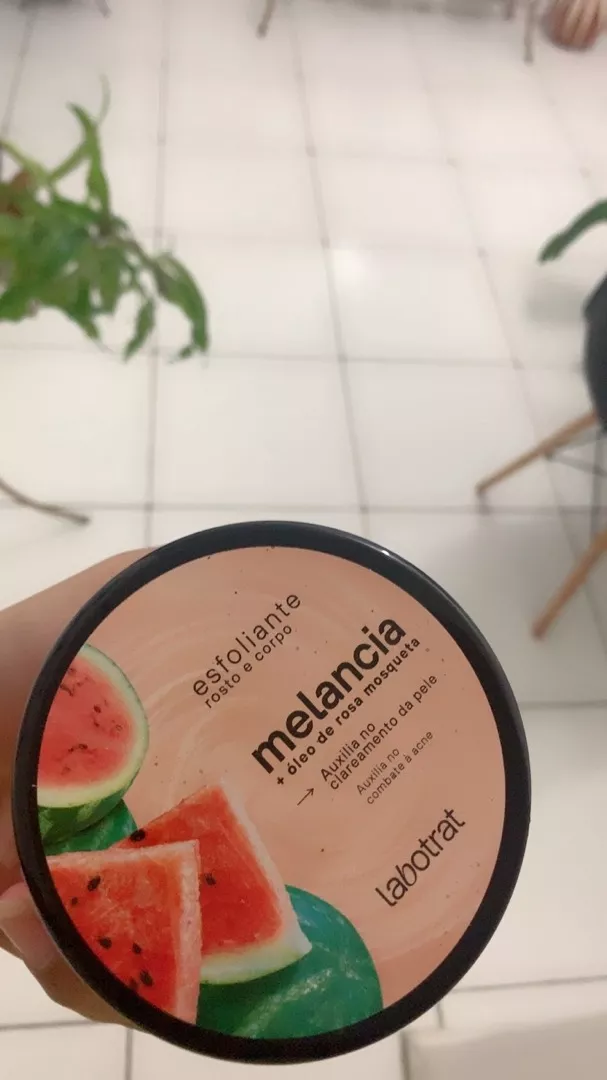 esfoliante
rosto e corpo
melancia
+ óleo de rosa mosqueta
→ Auxilia no
clareamento da pele
Auxilia no
combate à acne
labotrat